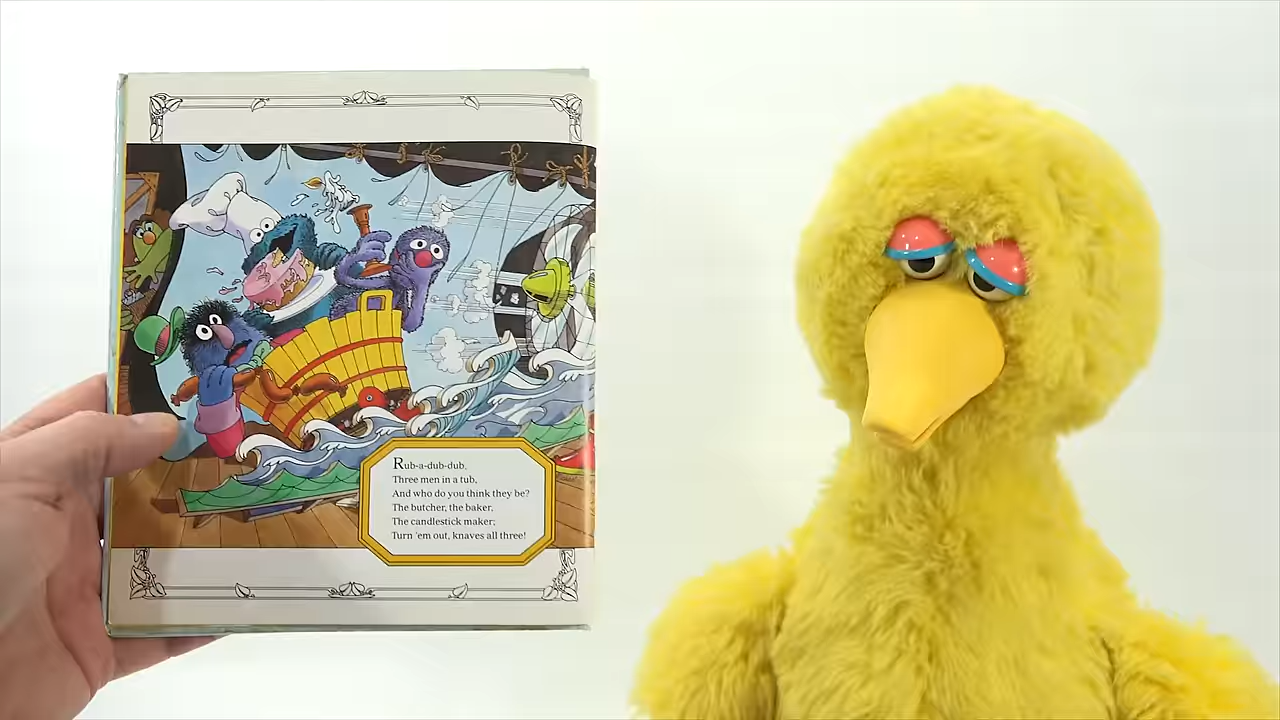 Rub-a-dub-dub,
Three men in a tub,
And who do you think they be?
The butcher, the baker,
The candlestick maker;
Turn 'em out, knaves all three!